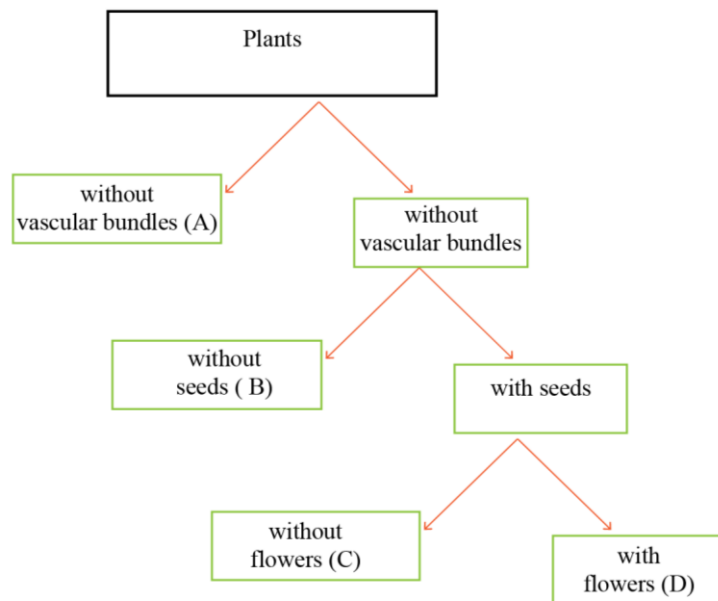 Plants
without
vascular bundles (A)
without
vascular bundles
without
seeds ( B)
with seeds
without
flowers (C)
with
flowers (D)